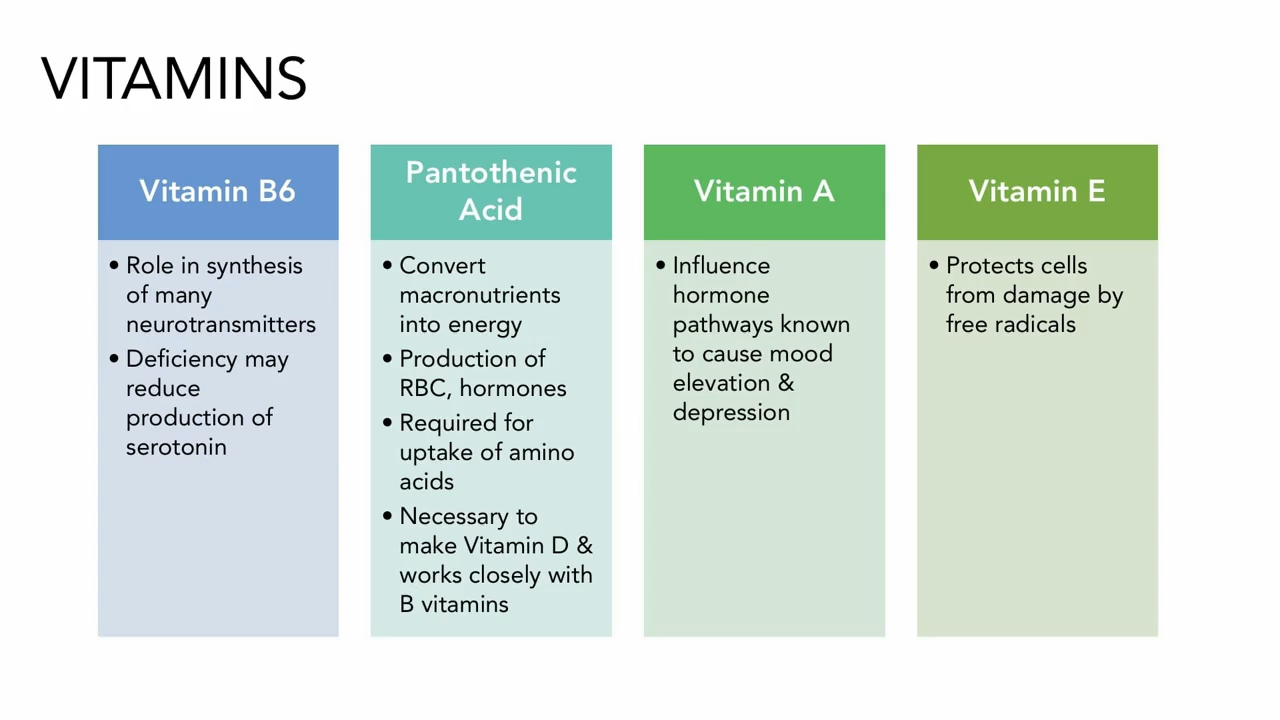 VITAMINS
Vitamin B6
• Role in synthesis
of many
neurotransmitters
• Deficiency may
reduce
production of
serotonin
Pantothenic
Acid
• Convert
macronutrients
into energy
• Production of
RBC, hormones
• Required for
uptake of amino
acids
• Necessary to
make Vitamin D &
works closely with
B vitamins
Vitamin A
• Influence
hormone
pathways known
to cause mood
elevation &
depression
Vitamin E
• Protects cells
from damage by
free radicals